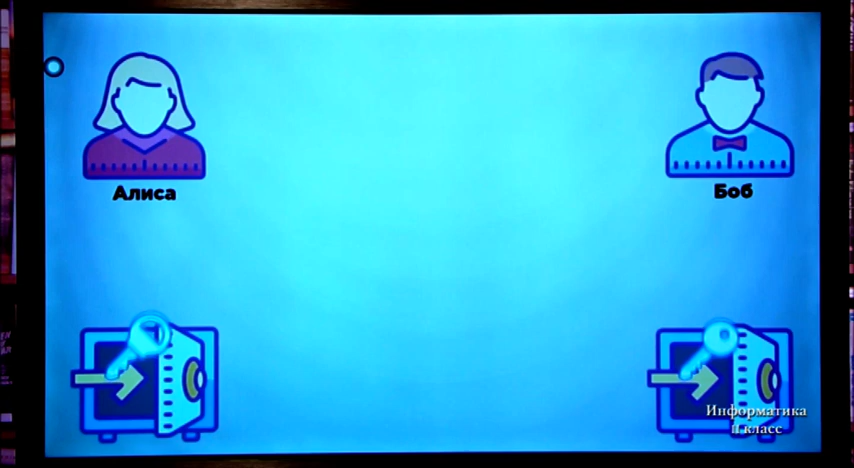 Алиса
Боб
Информатика
11 класс